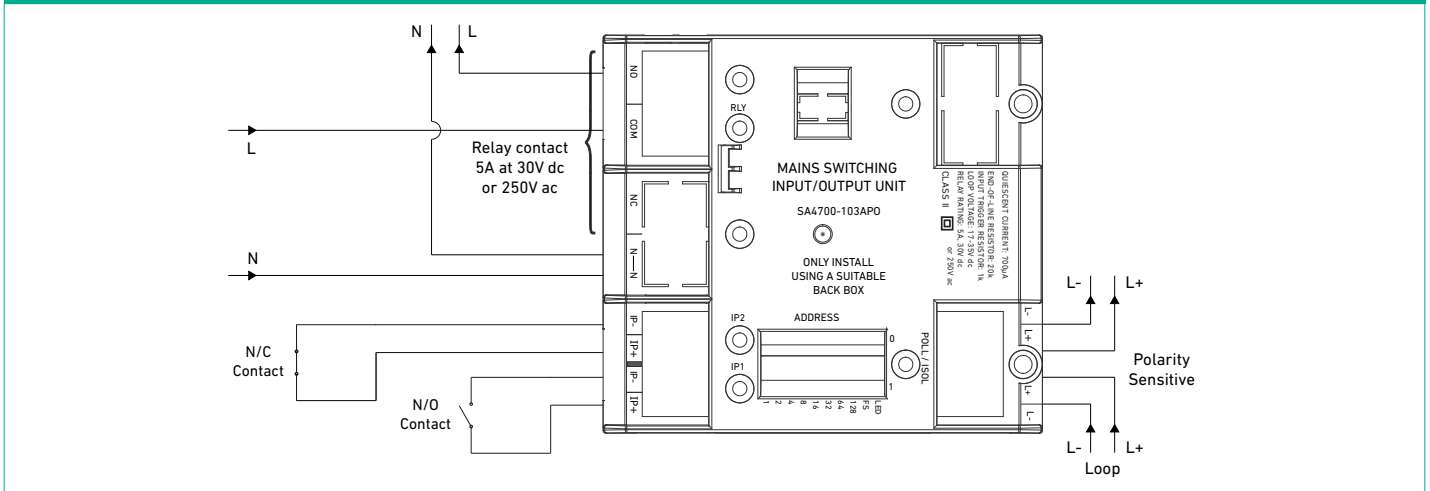 N
L
L
N
Relay contact
5A at 30V dc
or 250V ac
NO
COM
NC
N
N
IP-
IP+
IP-
IP+
N/C
Contact
N/O
Contact
RLY
MAINS SWITCHING
INPUT/OUTPUT UNIT
SA4700-103APO
ONLY INSTALL
USING A SUITABLE
BACK BOX
IP2
ADDRESS
IP1
0
1
1
2
4
8
16
32
64
128
FS
LED
POLL / ISOL
QUIESCENT CURRENT: 700µA
END-OF-LINE RESISTOR: 20k
INPUT TRIGGER RESISTOR: 1k
LOOP VOLTAGE: 17-35V dc
RELAY RATING: 5A, 30V dc
or 250V ac
CLASS II
L-
L+
L+
L-
L-
L+
Polarity
Sensitive
L-
L+
Loop